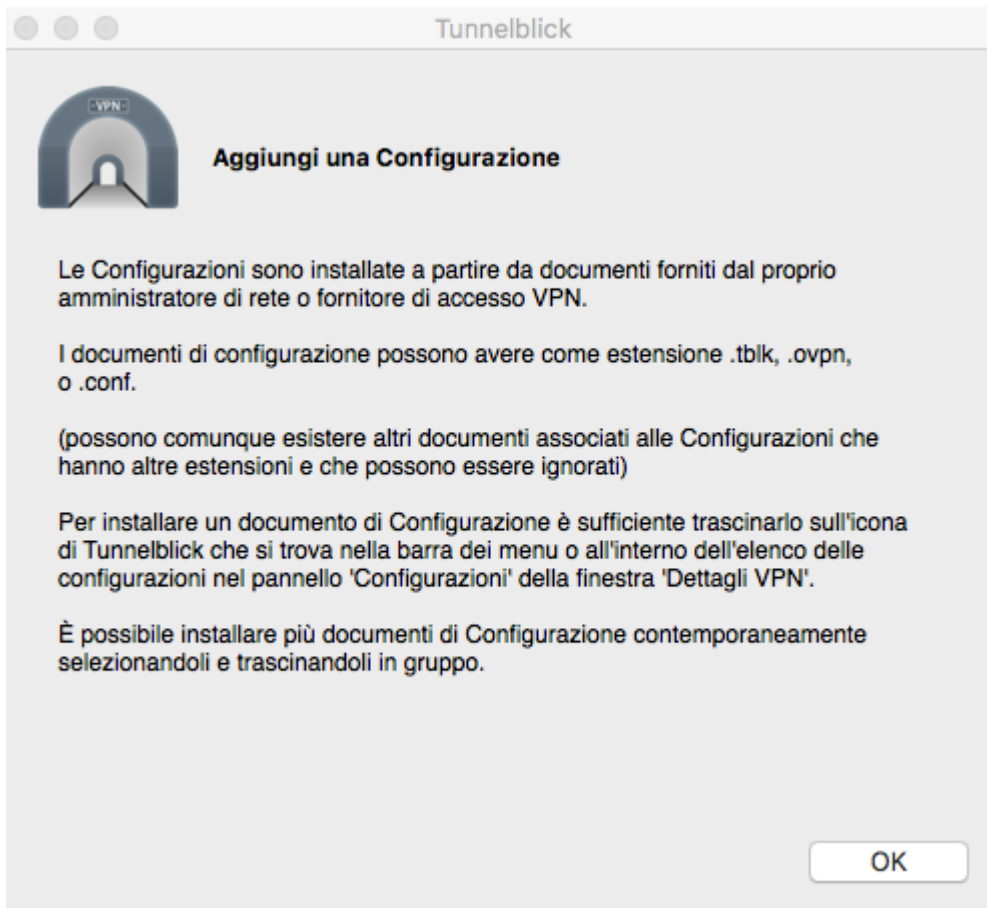 Tunnelblick
·VPN·
Aggiungi una Configurazione
Le Configurazioni sono installate a partire da documenti forniti dal proprio
amministratore di rete o fornitore di accesso VPN.
I documenti di configurazione possono avere come estensione .tblk, .ovpn,
o .conf.
(possono comunque esistere altri documenti associati alle Configurazioni che
hanno altre estensioni e che possono essere ignorati)
Per installare un documento di Configurazione è sufficiente trascinarlo sull'icona
di Tunnelblick che si trova nella barra dei menu o all'interno dell'elenco delle
configurazioni nel pannello 'Configurazioni' della finestra 'Dettagli VPN'.
È possibile installare più documenti di Configurazione contemporaneamente
selezionandoli e trascinandoli in gruppo.
OK